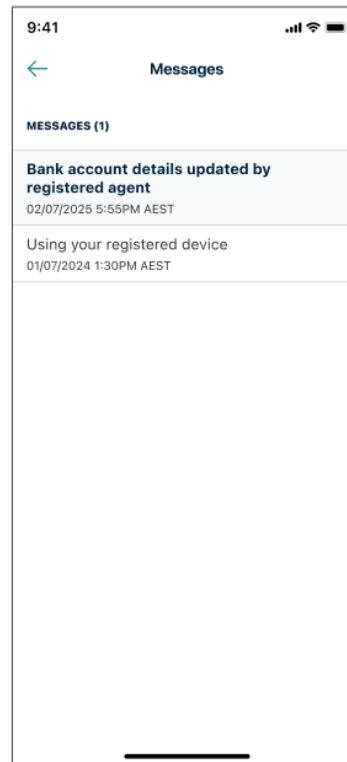 9:41
Messages
MESSAGES (1)
Bank account details updated by
registered agent
02/07/2025 5:55PM AEST
Using your registered device
01/07/2024 1:30PM AEST